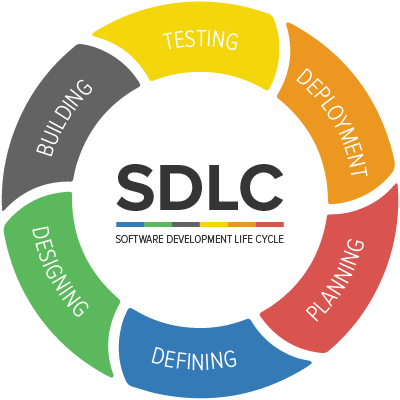 SDLC
SOFTWARE DEVELOPMENT LIFE CYCLE
PLANNING
DEFINING
DESIGNING
BUILDING
TESTING
DEPLOYMENT